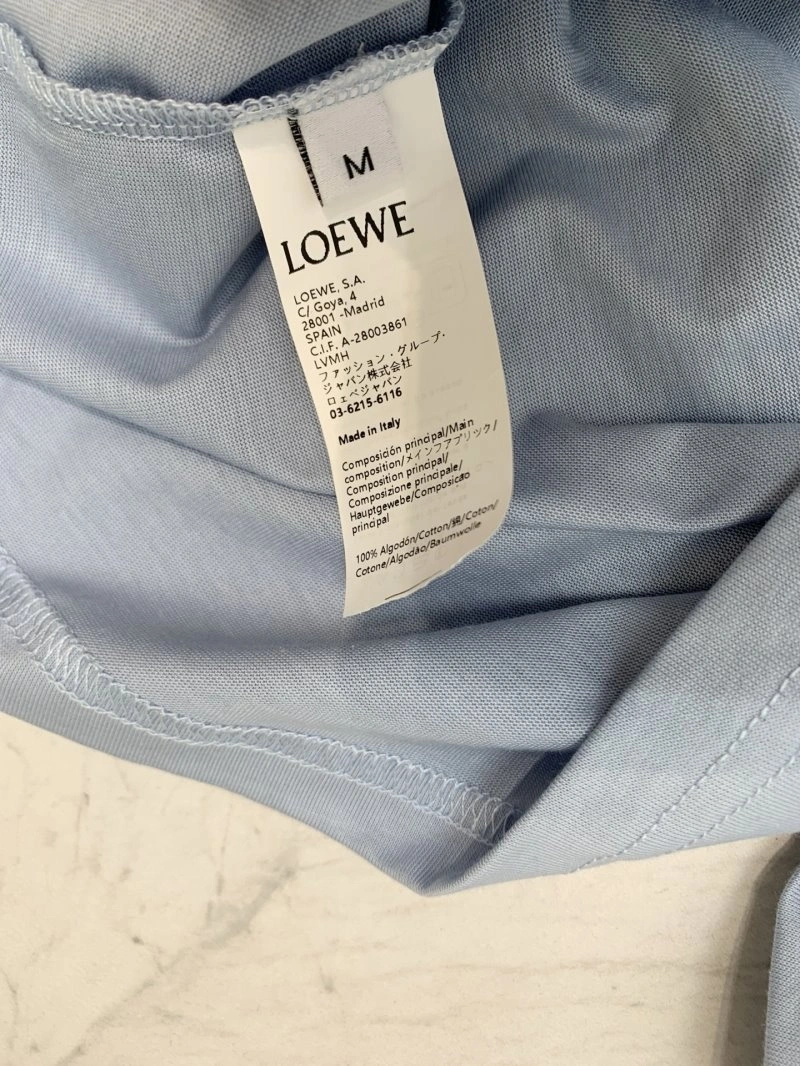 M
LOEWE
LOEWE, S.A.
C/ Goya, 4
28001 -Madrid
SPAIN
C.I.F. A-28003861
LVMH
ファッション・グループ・
ジャパン株式会社
ロエベジャパン
03-6215-6116
Made in Italy
Composición principal/Main
composition/メインファブリック/
Composition principal/
Composizione principale/
Hauptgewebe/Composicão
principal
100% Algodón/Cotton/綿/Coton/
Cotone/Algodão/Baumwolle